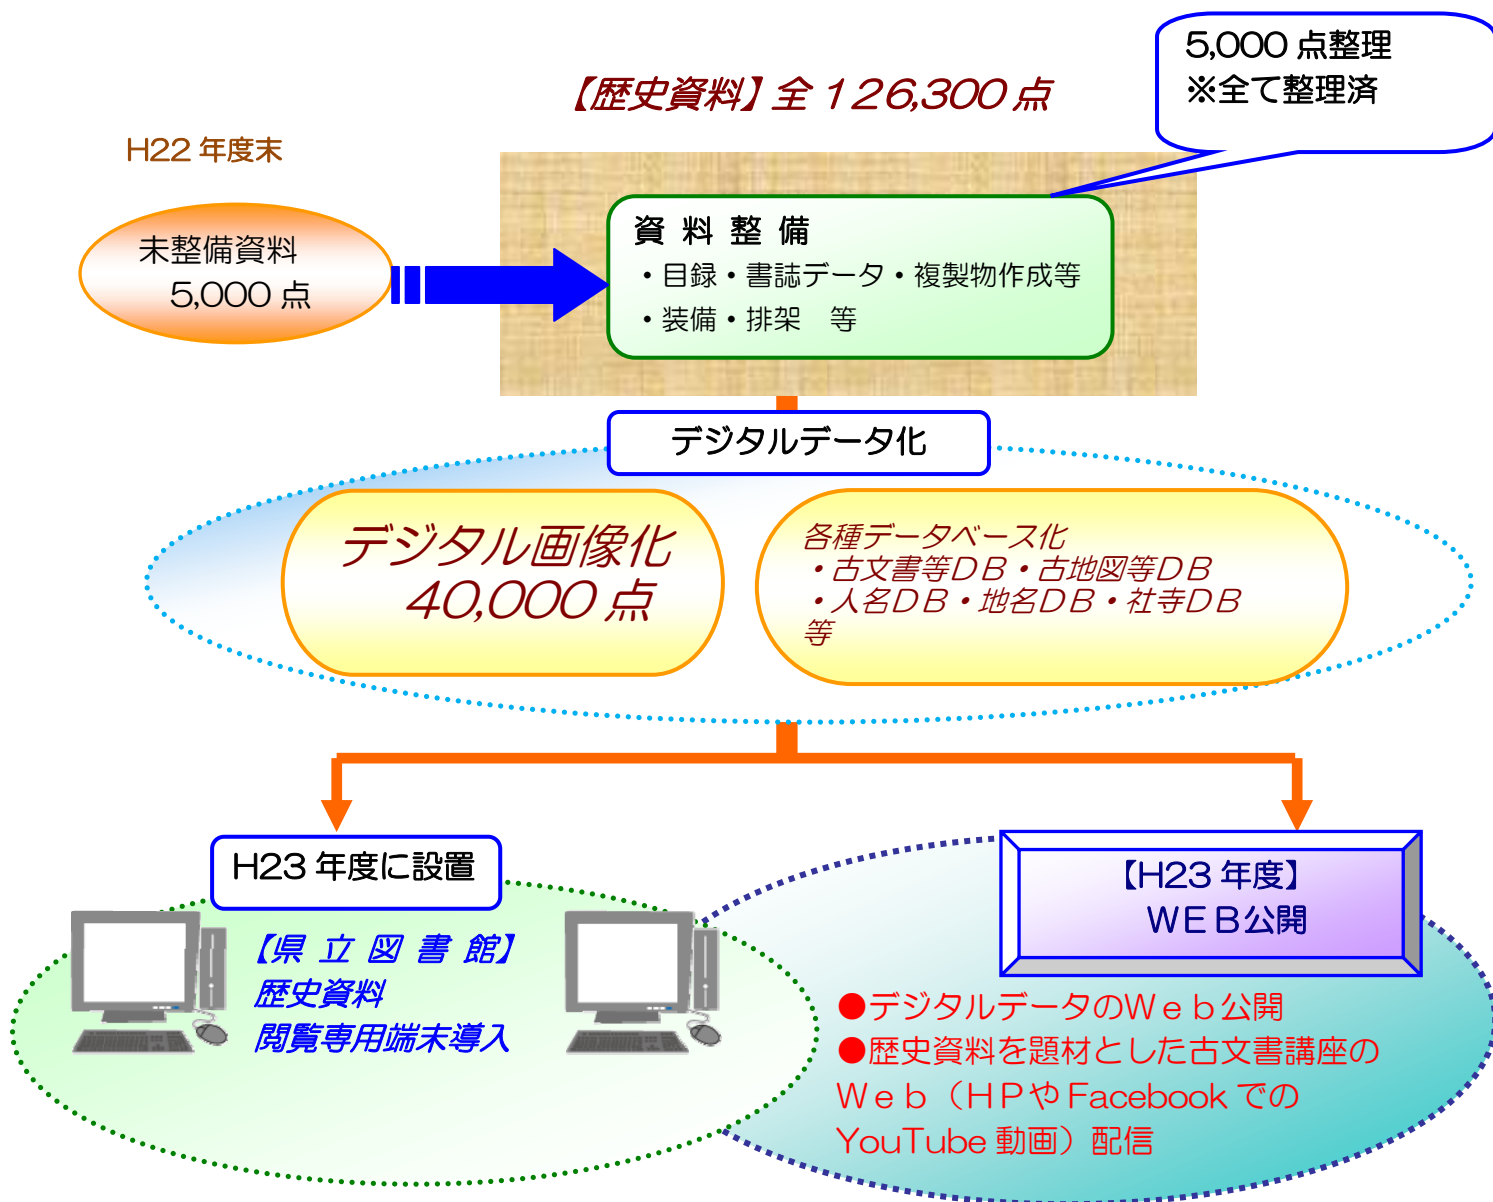 5,000 点整理
※全て整理済
【歴史資料】全 126,300 点
H22 年度末
未整備資料
5,000 点
資 料 整 備
・目録・書誌データ・複製物作成等
・装備・排架　等
デジタルデータ化
デジタル画像化
40,000 点
各種データベース化
・古文書等ＤＢ・古地図等ＤＢ
・人名ＤＢ・地名ＤＢ・社寺ＤＢ
等
H23 年度に設置
【県 立 図 書 館】
歴史資料
閲覧専用端末導入
【H23 年度】
ＷＥＢ公開
●デジタルデータのＷｅｂ公開
●歴史資料を題材とした古文書講座の
Ｗｅｂ（ＨＰや Facebook での
YouTube 動画）配信